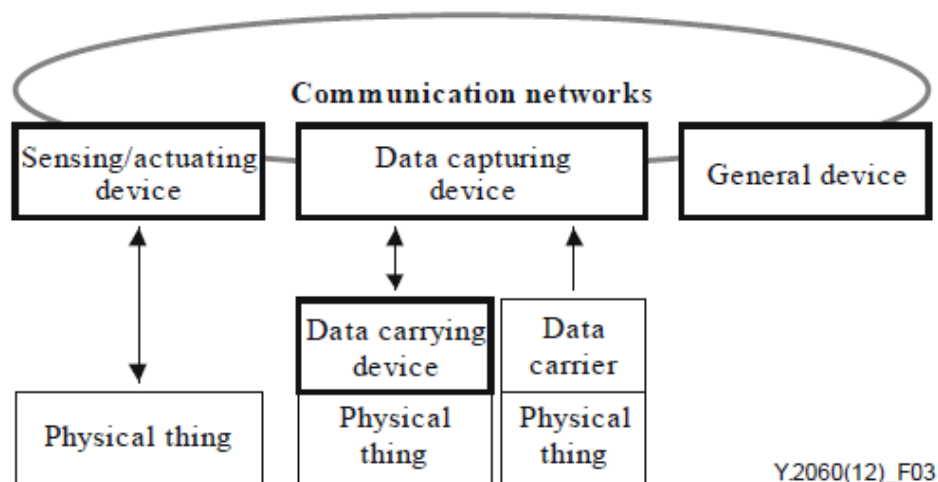 Communication networks
Sensing/actuating
device
Data capturing
device
General device
Data carrying
device
Data
carrier
Physical thing
Physical
thing
Physical
thing
Y.2060(12)_F03